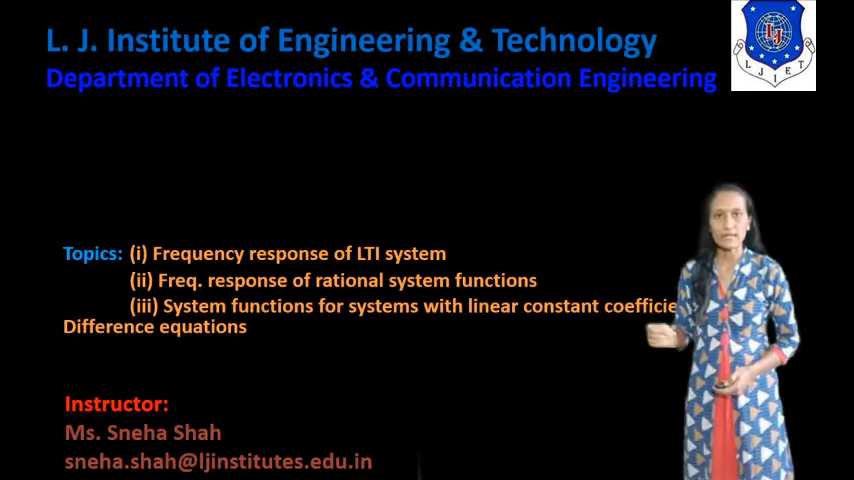 L. J. Institute of Engineering & Technology
Department of Electronics & Communication Engineering
LJ
L J I E T
Topics: (i) Frequency response of LTI system
(ii) Freq. response of rational system functions
(iii) System functions for systems with linear constant
Difference equations
Instructor:
Ms. Sneha Shah
sneha.shah@ljinstitutes.edu.in